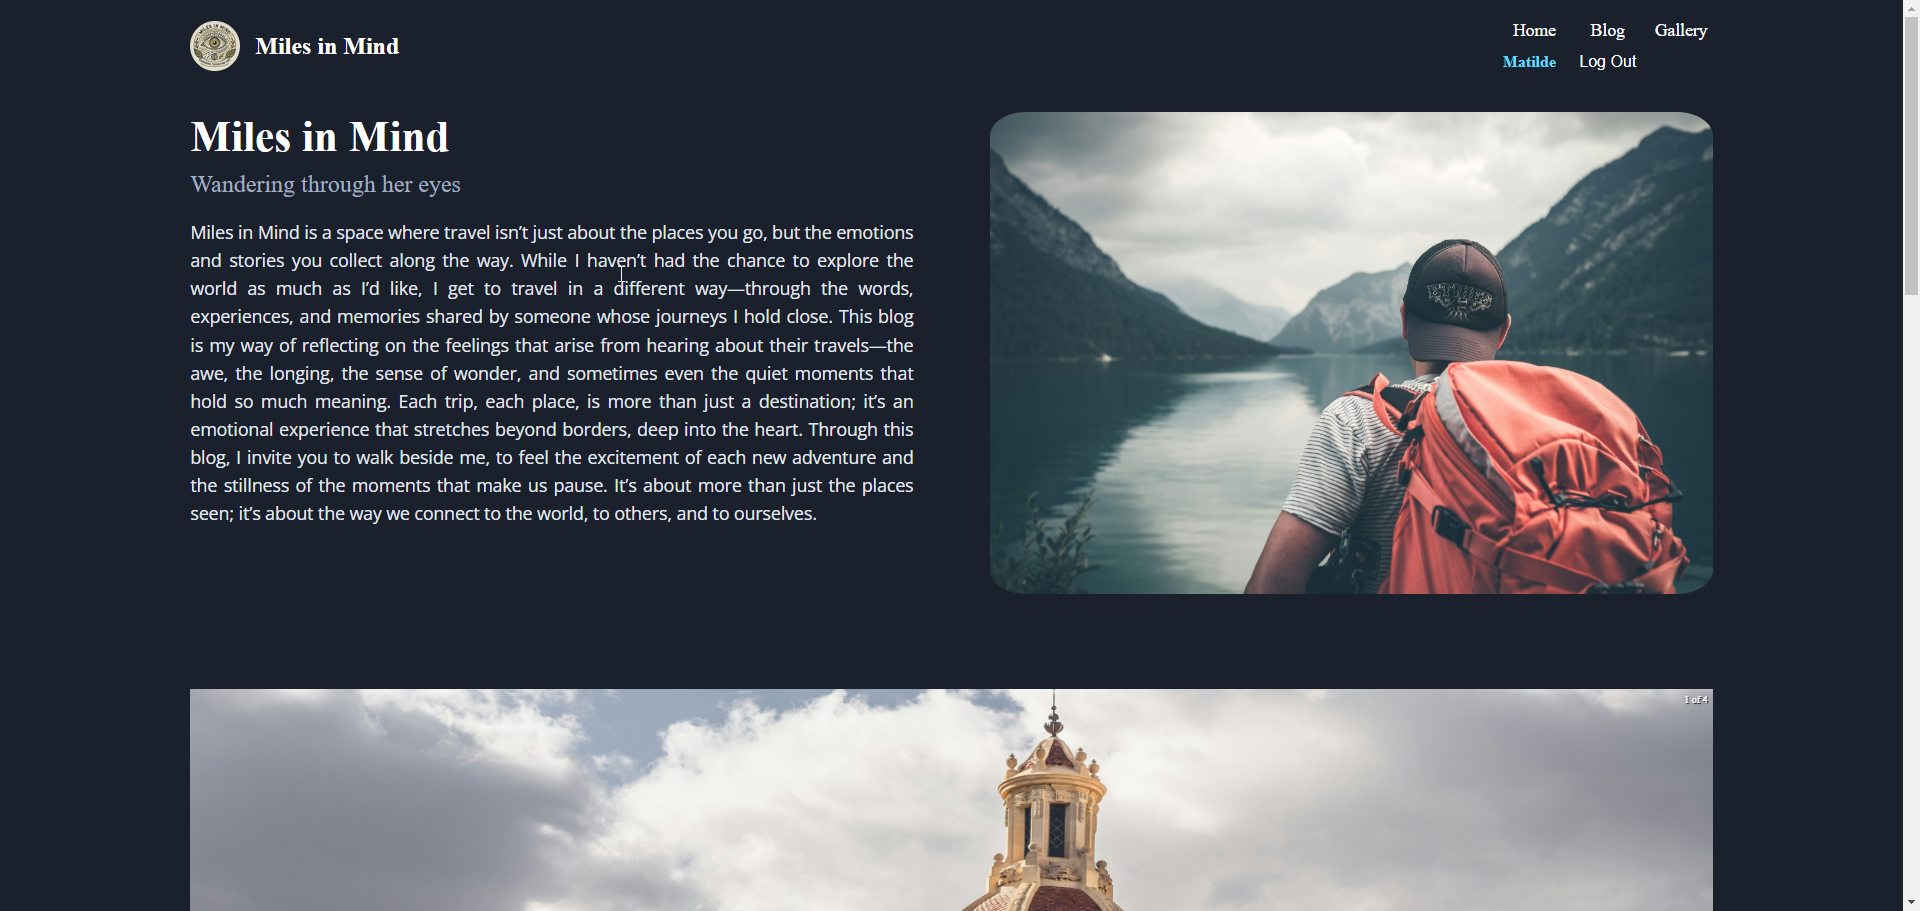 Miles in Mind
Home Blog Gallery
Matilde Log Out
Miles in Mind
Wandering through her eyes
Miles in Mind is a space where travel isn’t just about the places you go, but the emotions
and stories you collect along the way. While I haven’t had the chance to explore the
world as much as I’d like, I get to travel in a different way—through the words,
experiences, and memories shared by someone whose journeys I hold close. This blog
is my way of reflecting on the feelings that arise from hearing about their travels—the
awe, the longing, the sense of wonder, and sometimes even the quiet moments that
hold so much meaning. Each trip, each place, is more than just a destination; it’s an
emotional experience that stretches beyond borders, deep into the heart. Through this
blog, I invite you to walk beside me, to feel the excitement of each new adventure and
the stillness of the moments that make us pause. It’s about more than just the places
seen; it’s about the way we connect to the world, to others, and to ourselves.
ETNIES
1 of 4